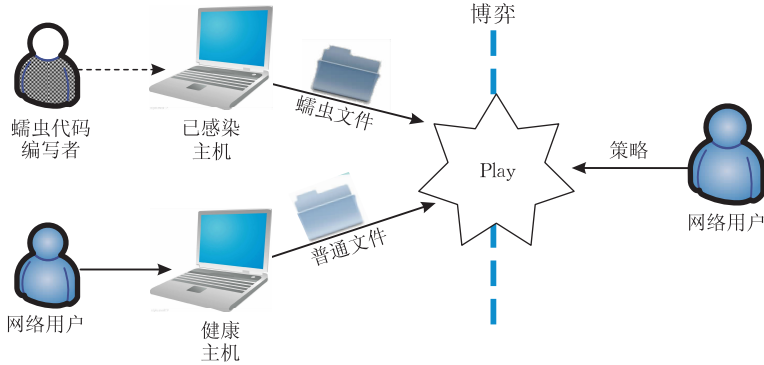 博弈
蠕虫代码
编写者
已感染
主机
蠕虫文件
Play
策略
网络用户
网络用户
健康
主机
普通文件